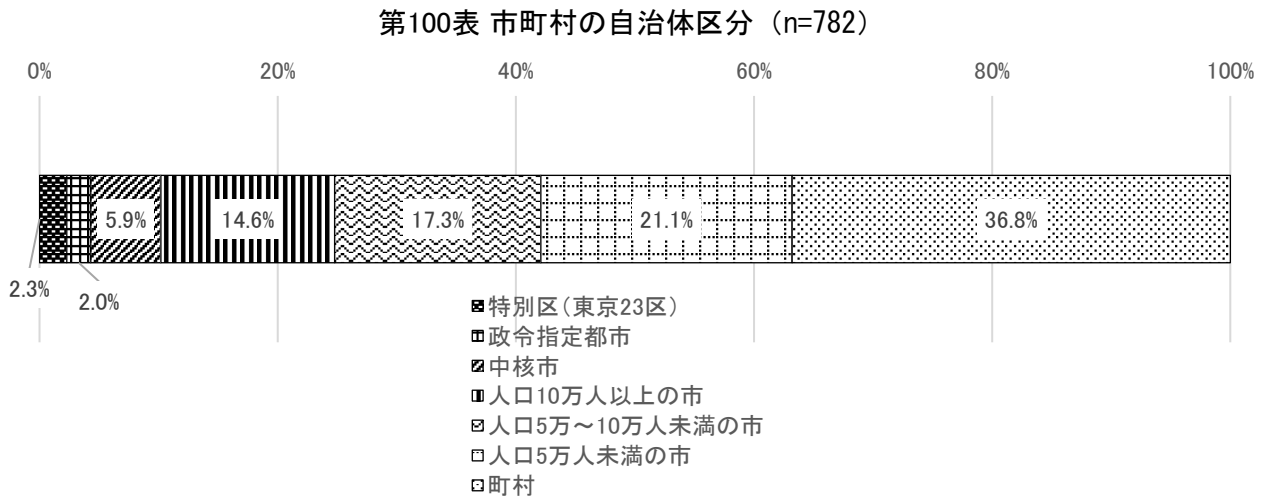 第100表 市町村の自治体区分（n=782）
0% 20% 40% 60% 80% 100%
5.9% 14.6% 17.3% 21.1% 36.8%
2.3% 2.0%
特別区（東京23区）
政令指定都市
中核市
人口10万人以上の市
人口5万～10万人未満の市
人口5万人未満の市
町村